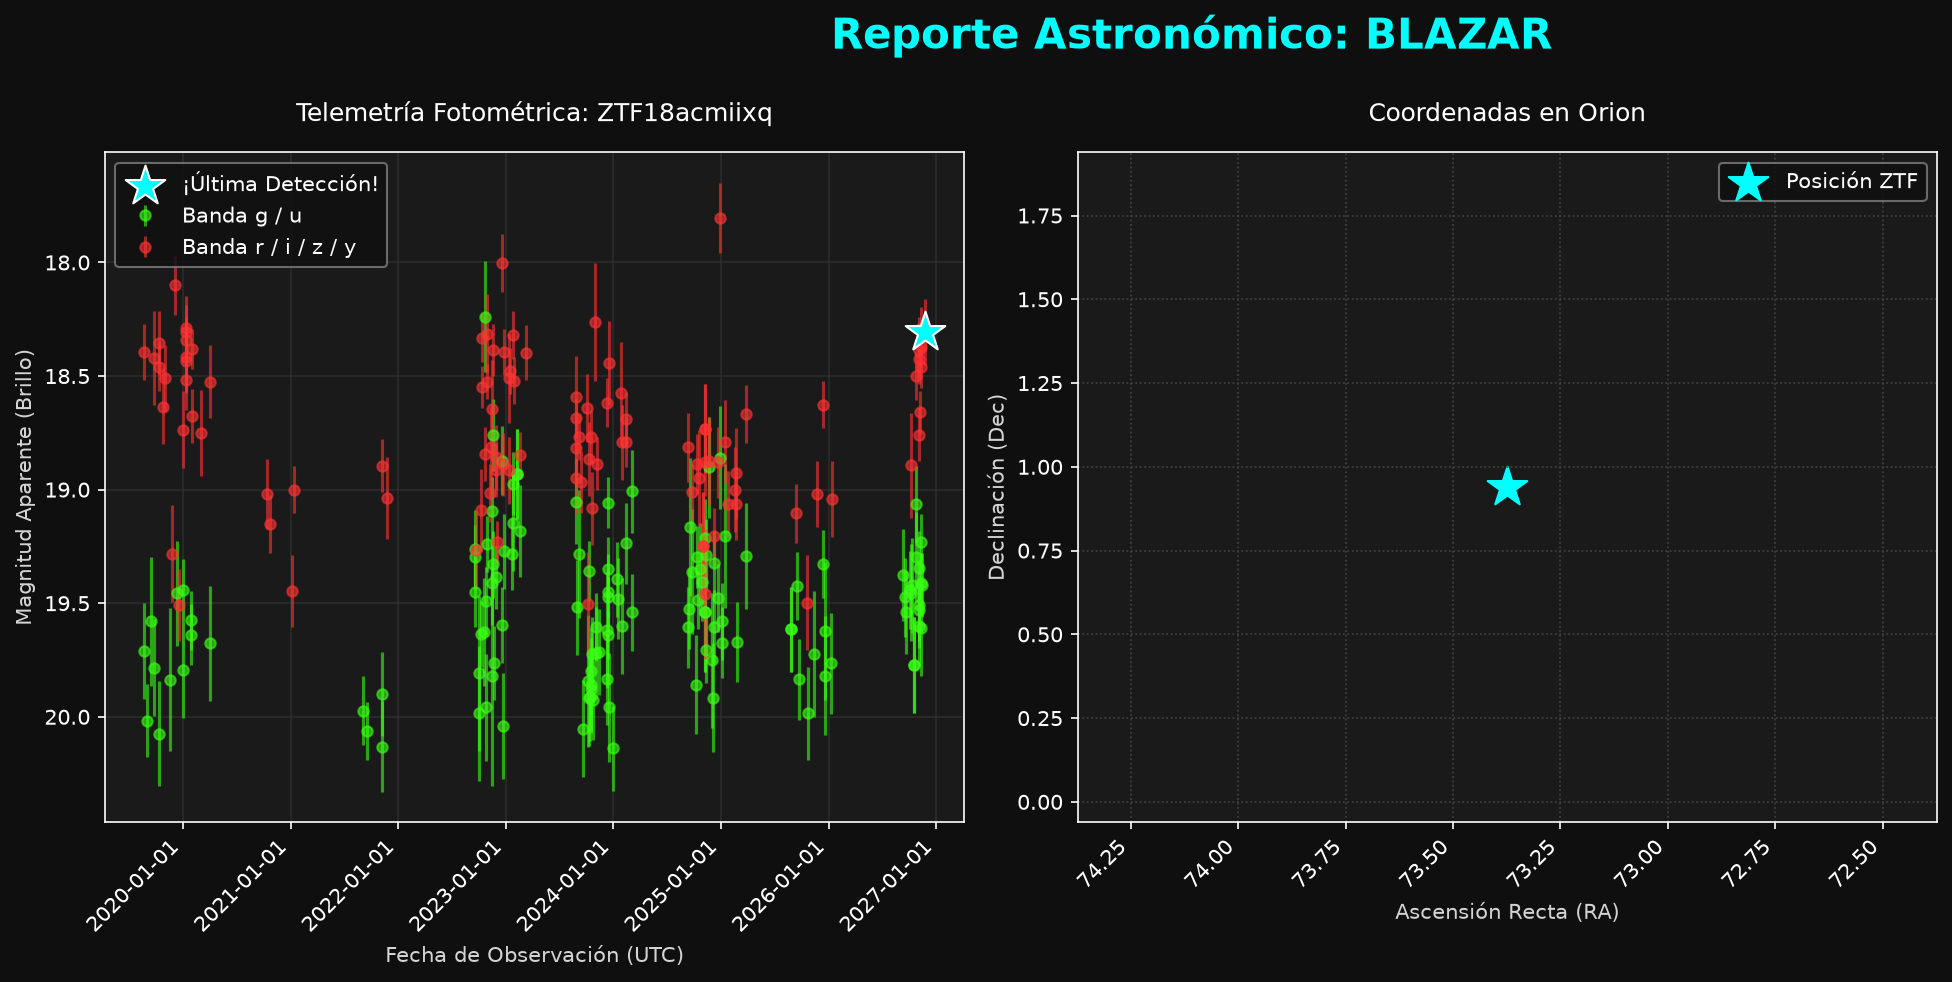 Reporte Astronómico: BLAZAR
Telemetría Fotométrica: ZTF18acmiixq
¡Última Detección!
Banda g / u
Banda r / i / z / y
Magnitud Aparente (Brillo)
18.0
18.5
19.0
19.5
20.0
2020-01-01
2021-01-01
2022-01-01
2023-01-01
2024-01-01
2025-01-01
2026-01-01
2027-01-01
Fecha de Observación (UTC)
Coordenadas en Orion
Posición ZTF
Declinación (Dec)
1.75
1.50
1.25
1.00
0.75
0.50
0.25
0.00
74.25
74.00
73.75
73.50
73.25
73.00
72.75
72.50
Ascensión Recta (RA)